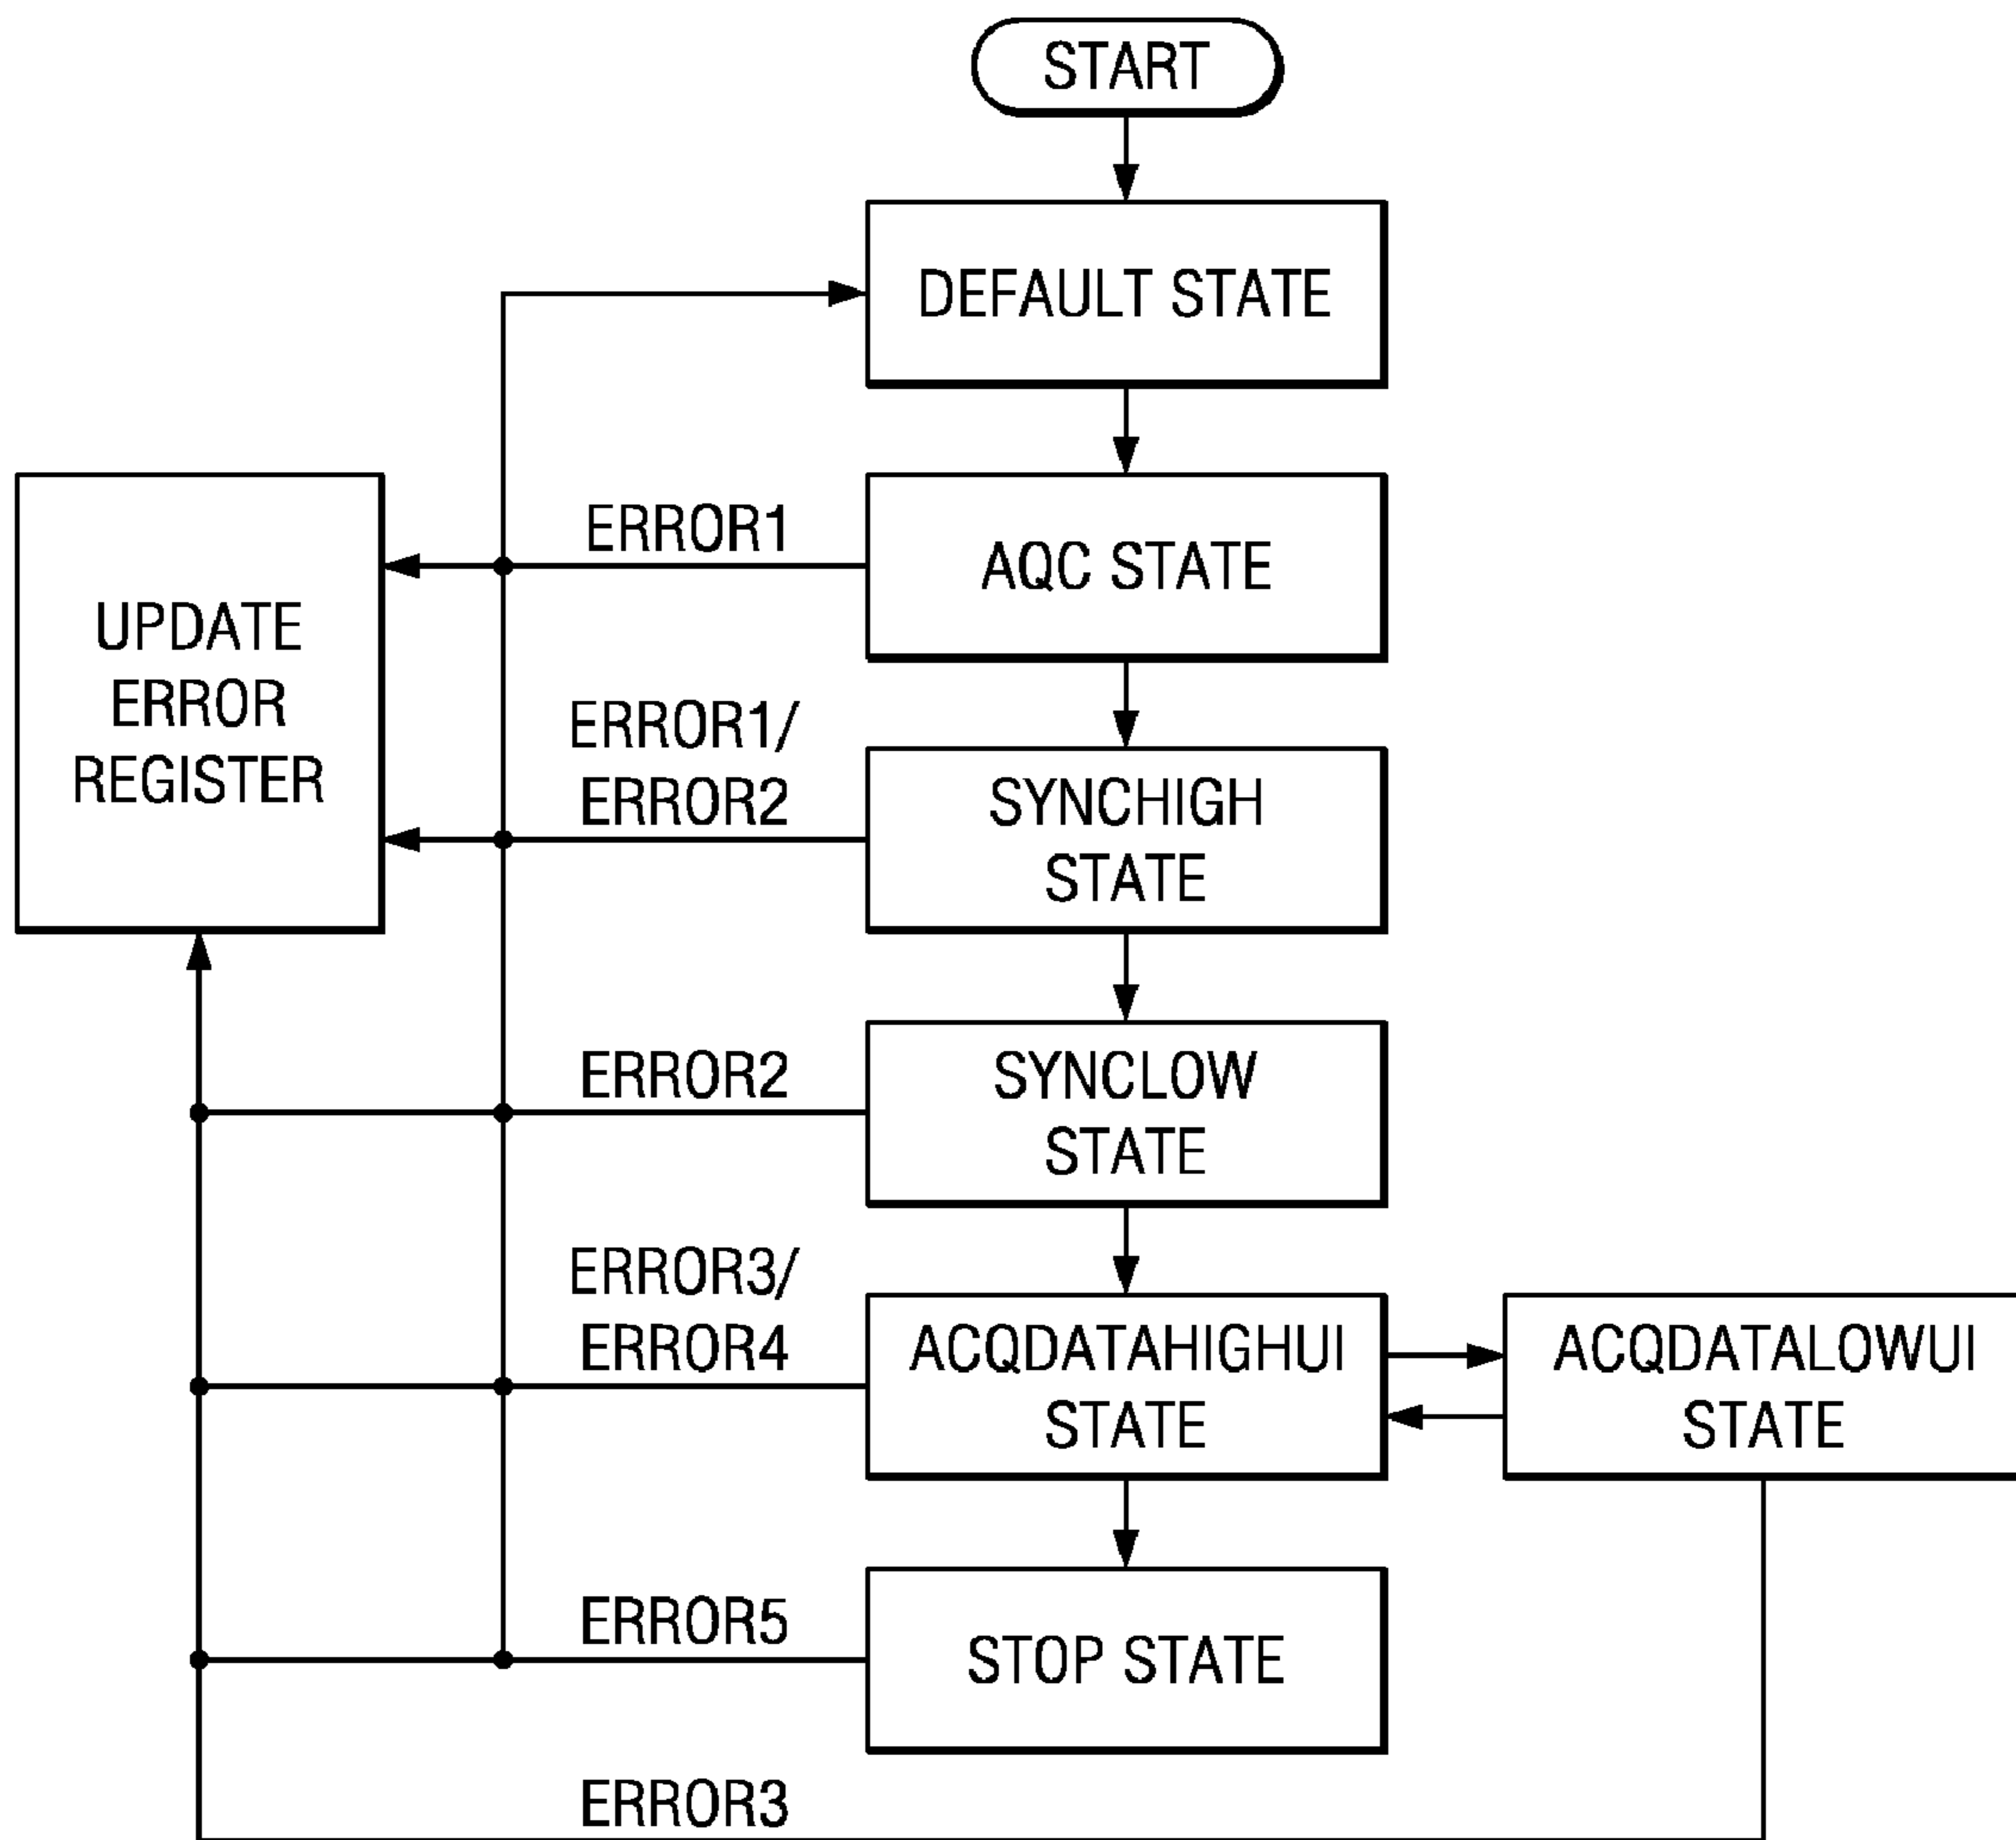 START
DEFAULT STATE
ERROR1
AQC STATE
UPDATE
ERROR
REGISTER
ERROR1/
ERROR2
SYNCHIGH
STATE
ERROR2
SYNCLOW
STATE
ERROR3/
ERROR4
ACQDATAHIGHUI
STATE
ACQDATALOWUI
STATE
ERROR5
STOP STATE
ERROR3